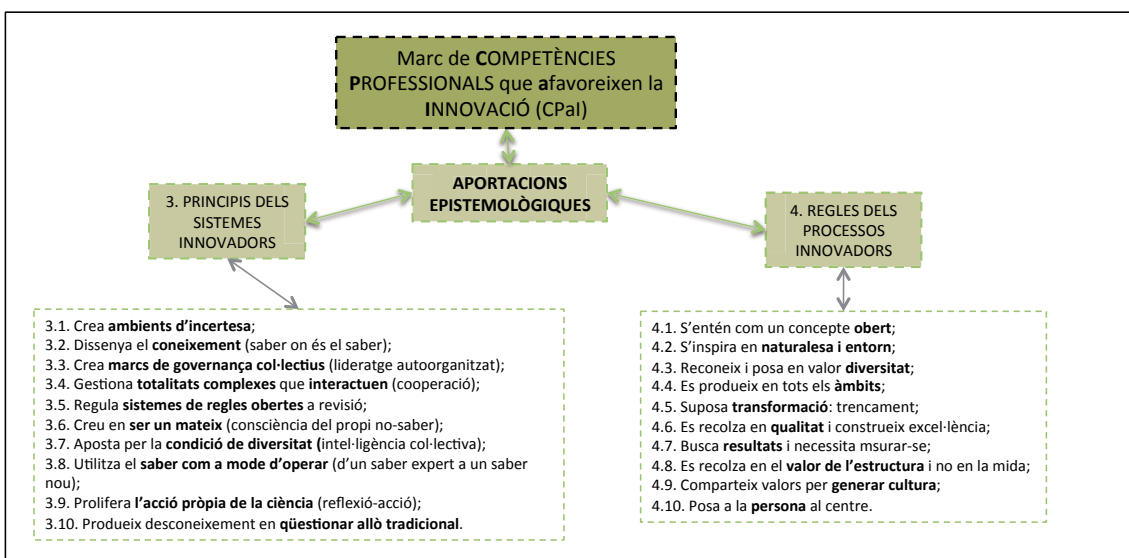 Marc de COMPETÈNCIES
PROFESSIONALS que afavoreixen la
INNOVACIÓ (CPaI)
APORTACIONS
EPISTEMOLÒGIQUES
3. PRINCIPIS DELS
SISTEMES
INNOVADORS
4. REGLES DELS
PROCESSOS
INNOVADORS
3.1. Crea ambients d’incertesa;
3.2. Dissenya el coneixement (saber on és el saber);
3.3. Crea marcs de governança col·lectius (lideratge autoorganitzat);
3.4. Gestiona totalitats complexes que interactuen (cooperació);
3.5. Regula sistemes de regles obertes a revisió;
3.6. Creu en ser un mateix (consciència del propi no-saber);
3.7. Aposta per la condició de diversitat (intel·ligència col·lectiva);
3.8. Utilitza el saber com a mode d’operar (d’un saber expert a un saber
nou);
3.9. Prolifera l’acció pròpia de la ciència (reflexió-acció);
3.10. Produeix desconeixement en qüestionar allò tradicional.
4.1. S’entén com un concepte obert;
4.2. S’inspira en naturalesa i entorn;
4.3. Reconeix i posa en valor diversitat;
4.4. Es produeix en tots els àmbits;
4.5. Suposa transformació: trencament;
4.6. Es recolza en qualitat i construeix excel·lència;
4.7. Busca resultats i necessita msurar-se;
4.8. Es recolza en el valor de l’estructura i no en la mida;
4.9. Comparteix valors per generar cultura;
4.10. Posa a la persona al centre.